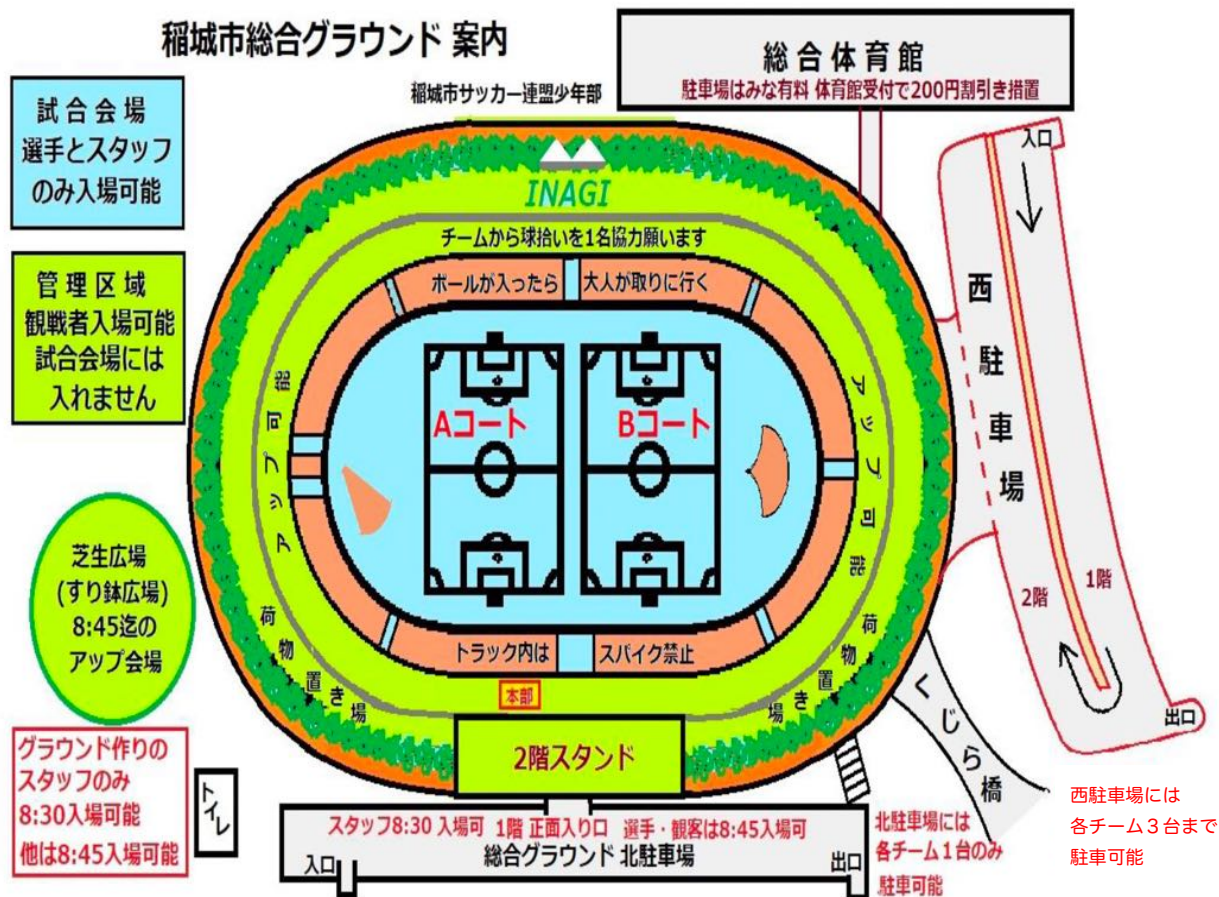 稲城市総合グラウンド 案内
総合体育館
駐車場はみな有料 体育館受付で200円割引き措置
稲城市サッカー連盟少年部
試合会場
選手とスタッフ
のみ入場可能
管理区域
観戦者入場可能
試合会場には
入れません
INAGI
チームから球拾いを1名協力願います
ボールが入ったら 大人が取りに行く
入口
西駐車場
アップ可能
アップ可能
Aコート
Bコート
芝生広場
(すり鉢広場)
8:45迄の
アップ会場
荷物置き場
荷物置き場
トラック内は スパイク禁止
本部
2階スタンド
2階
1階
出口
くじら橋
グラウンド作りの
スタッフのみ
8:30入場可能
他は8:45入場可能
トイレ
スタッフ8:30 入場可 1階 正面入り口 選手・観客は8:45入場可
総合グラウンド 北駐車場
入口
出口
北駐車場には
各チーム1台のみ
駐車可能
西駐車場には
各チーム3台まで
駐車可能